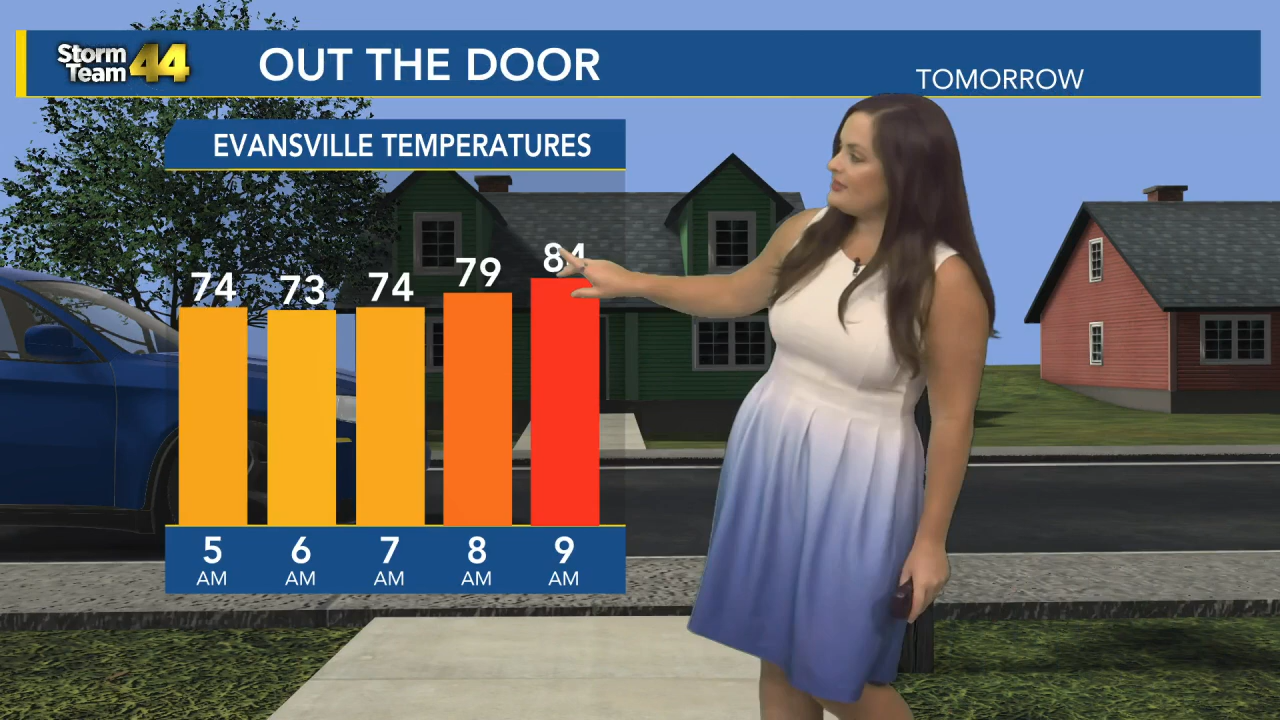 Storm
Team 44
OUT THE DOOR
TOMORROW
EVANSVILLE TEMPERATURES
74 73 74 79 84
5 6 7 8 9
AM AM AM AM AM